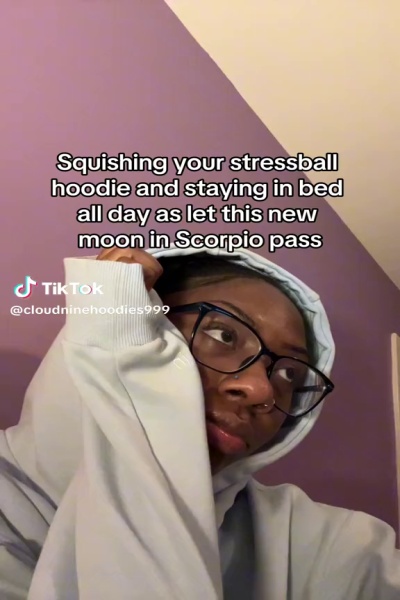 Squishing your stressball
hoodie and staying in bed
all day as let this new
moon in Scorpio pass
TikTok
@cloudninehoodies999